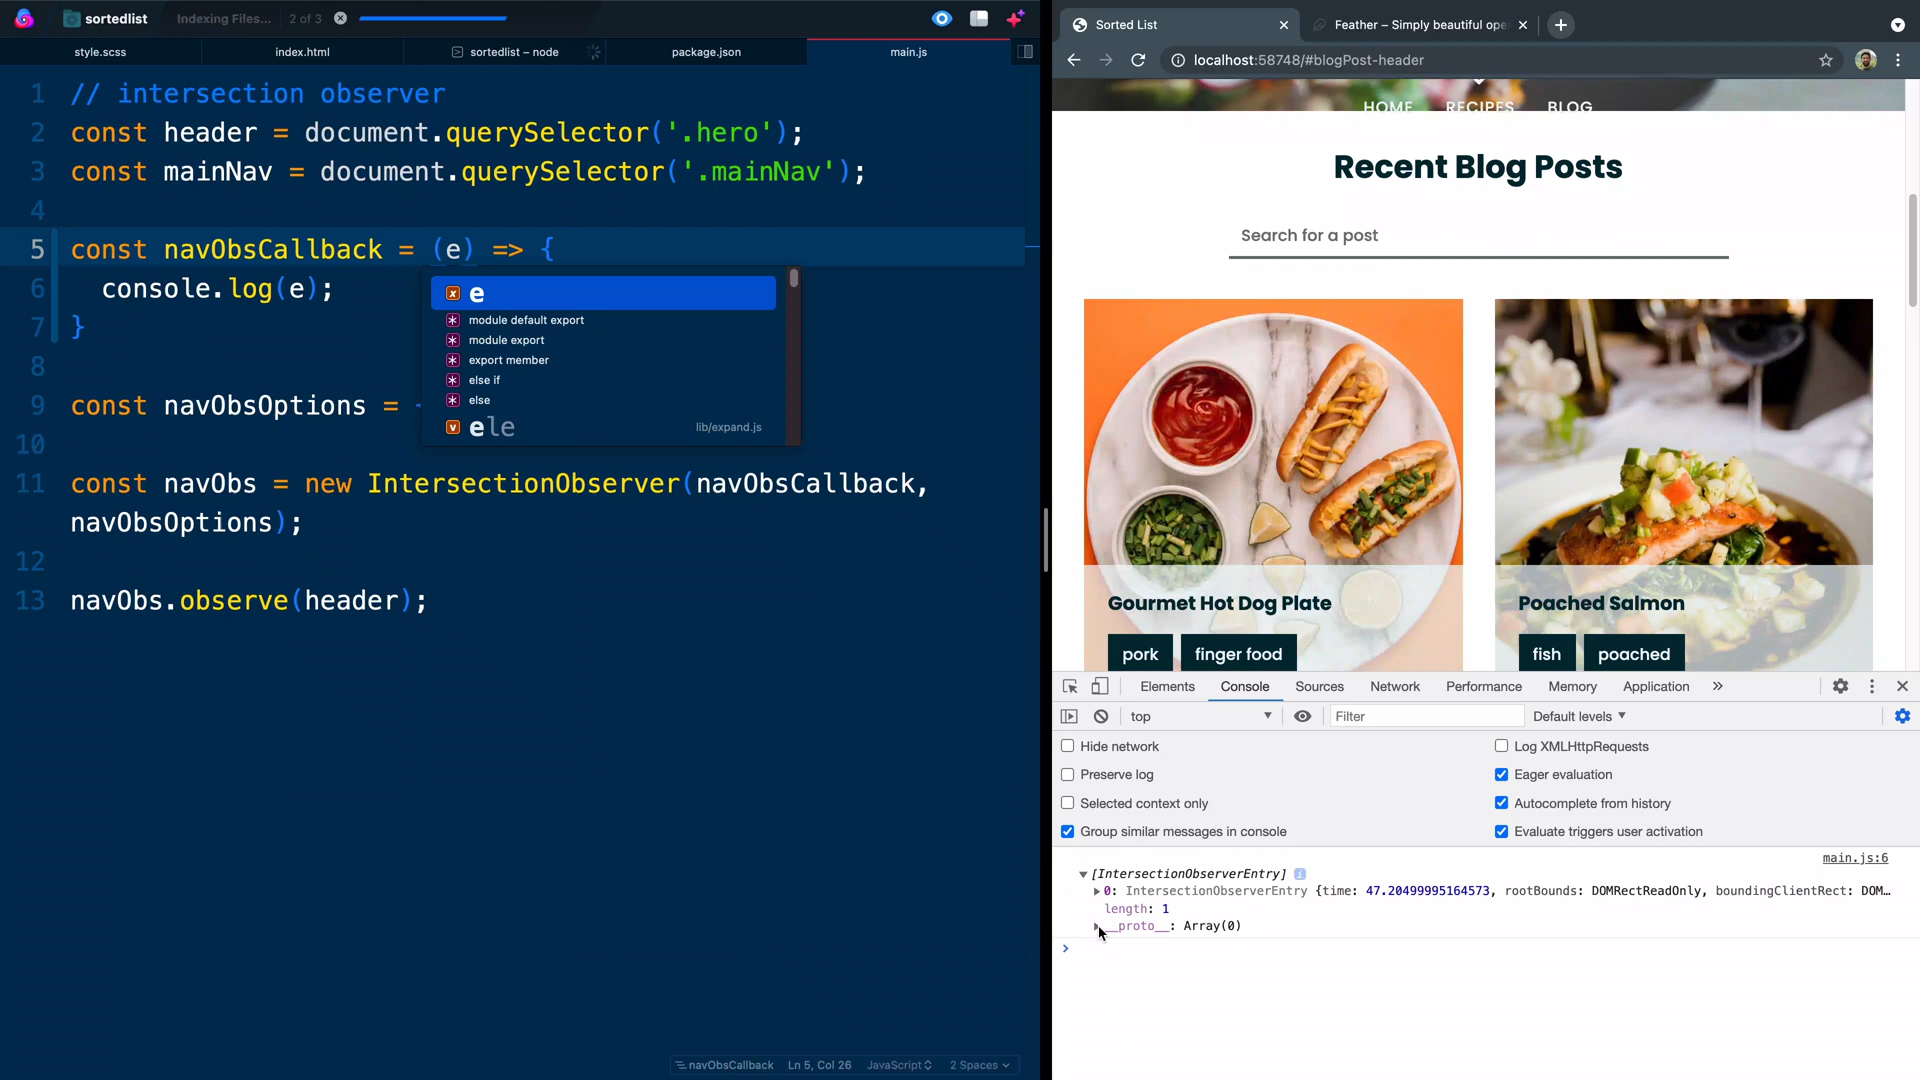 sortedlist
Indexing Files...
2 of 3
style.scss
index.html
sortedlist – node
package.json
main.js
1 // intersection observer
2 const header = document.querySelector('.hero');
3 const mainNav = document.querySelector('.mainNav');
4
5 const navObsCallback = (e) => {
6 console.log(e);
7 }
8
9 const navObsOptions = {
10
11 const navObs = new IntersectionObserver(navObsCallback,
navObsOptions);
12
13 navObs.observe(header);
e
module default export
module export
export member
else if
else
ele lib/expand.js
navObsCallback Ln 5, Col 26 JavaScript 2 Spaces
Sorted List
Feather – Simply beautiful ope
localhost:58748/#blogPost-header
HOME RECIPES BLOG
Recent Blog Posts
Search for a post
Gourmet Hot Dog Plate
pork finger food
Poached Salmon
fish poached
Elements Console Sources Network Performance Memory Application
top Filter Default levels
Hide network Log XMLHttpRequests
Preserve log Eager evaluation
Selected context only Autocomplete from history
Group similar messages in console Evaluate triggers user activation
main.js:6
[IntersectionObserverEntry]
0: IntersectionObserverEntry {time: 47.20499995164573, rootBounds: DOMRectReadOnly, boundingClientRect: DOM…
length: 1
__proto__: Array(0)